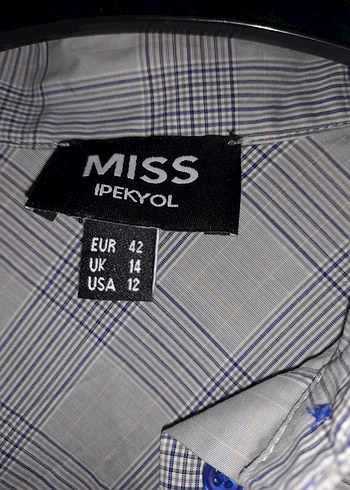 MISS
IPEKYOL
EUR 42
UK 14
USA 12